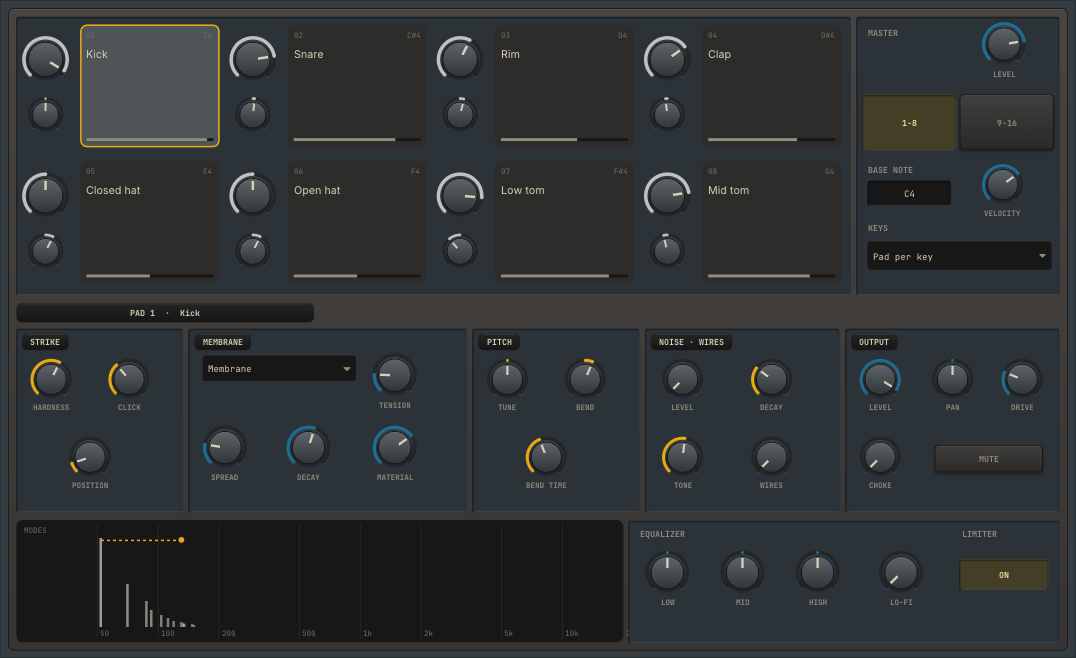 01 C4 02 C#4 03 D4 04 D#4
Kick Snare Rim Clap
05 E4 06 F4 07 F#4 08 G4
Closed hat Open hat Low tom Mid tom
MASTER
LEVEL
1-8 9-16
BASE NOTE
C4
VELOCITY
KEYS
Pad per key
PAD 1 · Kick
STRIKE
HARDNESS CLICK
POSITION
MEMBRANE
Membrane
TENSION
SPREAD DECAY MATERIAL
PITCH
TUNE BEND
BEND TIME
NOISE · WIRES
LEVEL DECAY
TONE WIRES
OUTPUT
LEVEL PAN DRIVE
CHOKE MUTE
MODES
50 100 200 500 1k 2k 5k 10k
EQUALIZER
LOW MID HIGH LO-FI
LIMITER
ON